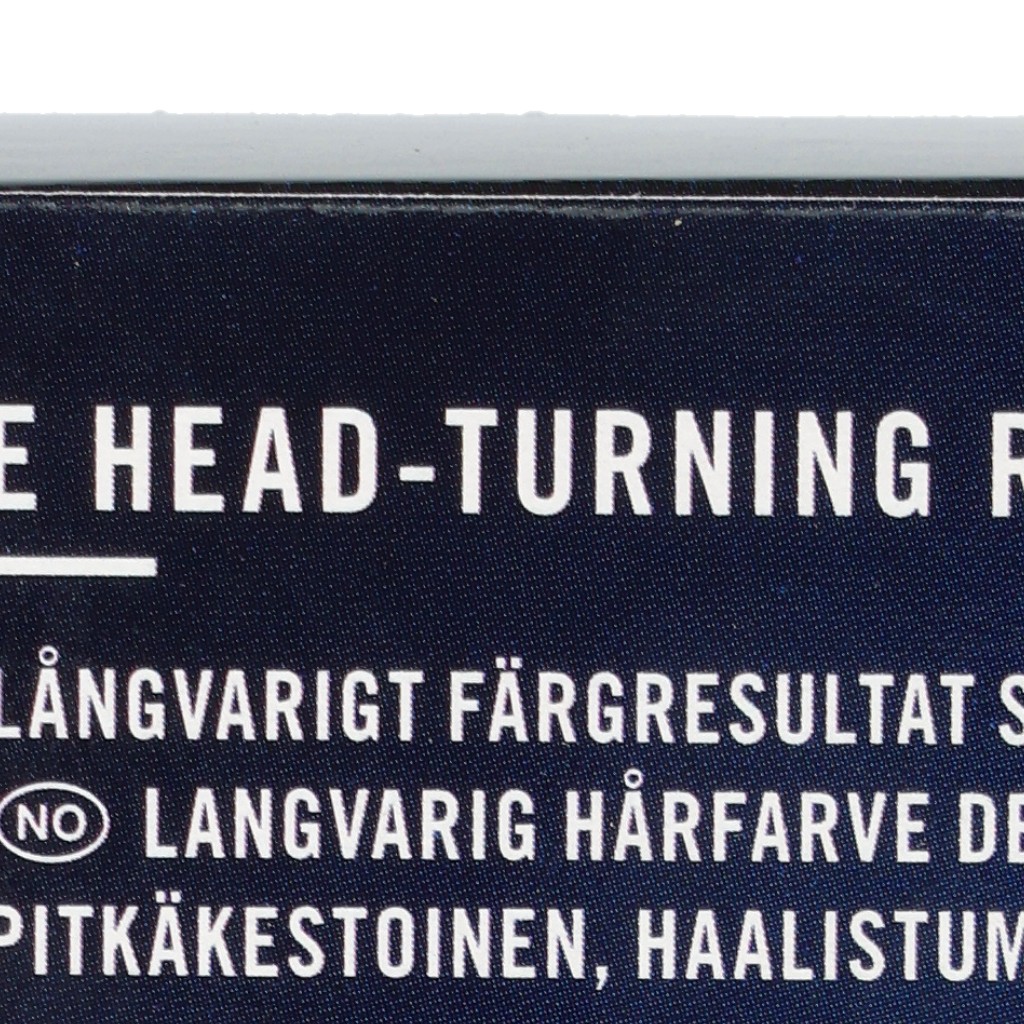 E HEAD-TURNING R
LÅNGVARIGT FÄRGRESULTAT S
NO LANGVARIG HÅRFARVE DE
PITKÄKESTOINEN, HAALISTUM